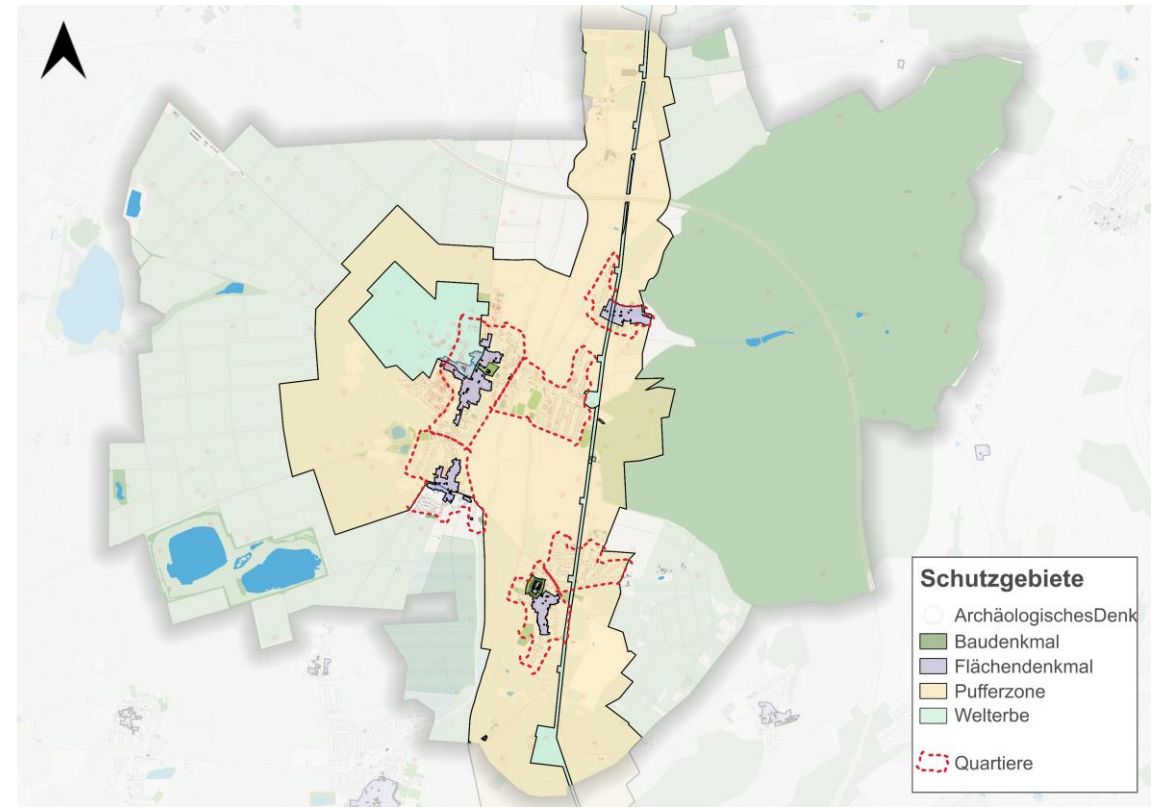 Schutzgebiete
ArchäologischesDenk
Baudenkmal
Flächendenkmal
Pufferzone
Welterbe
Quartiere